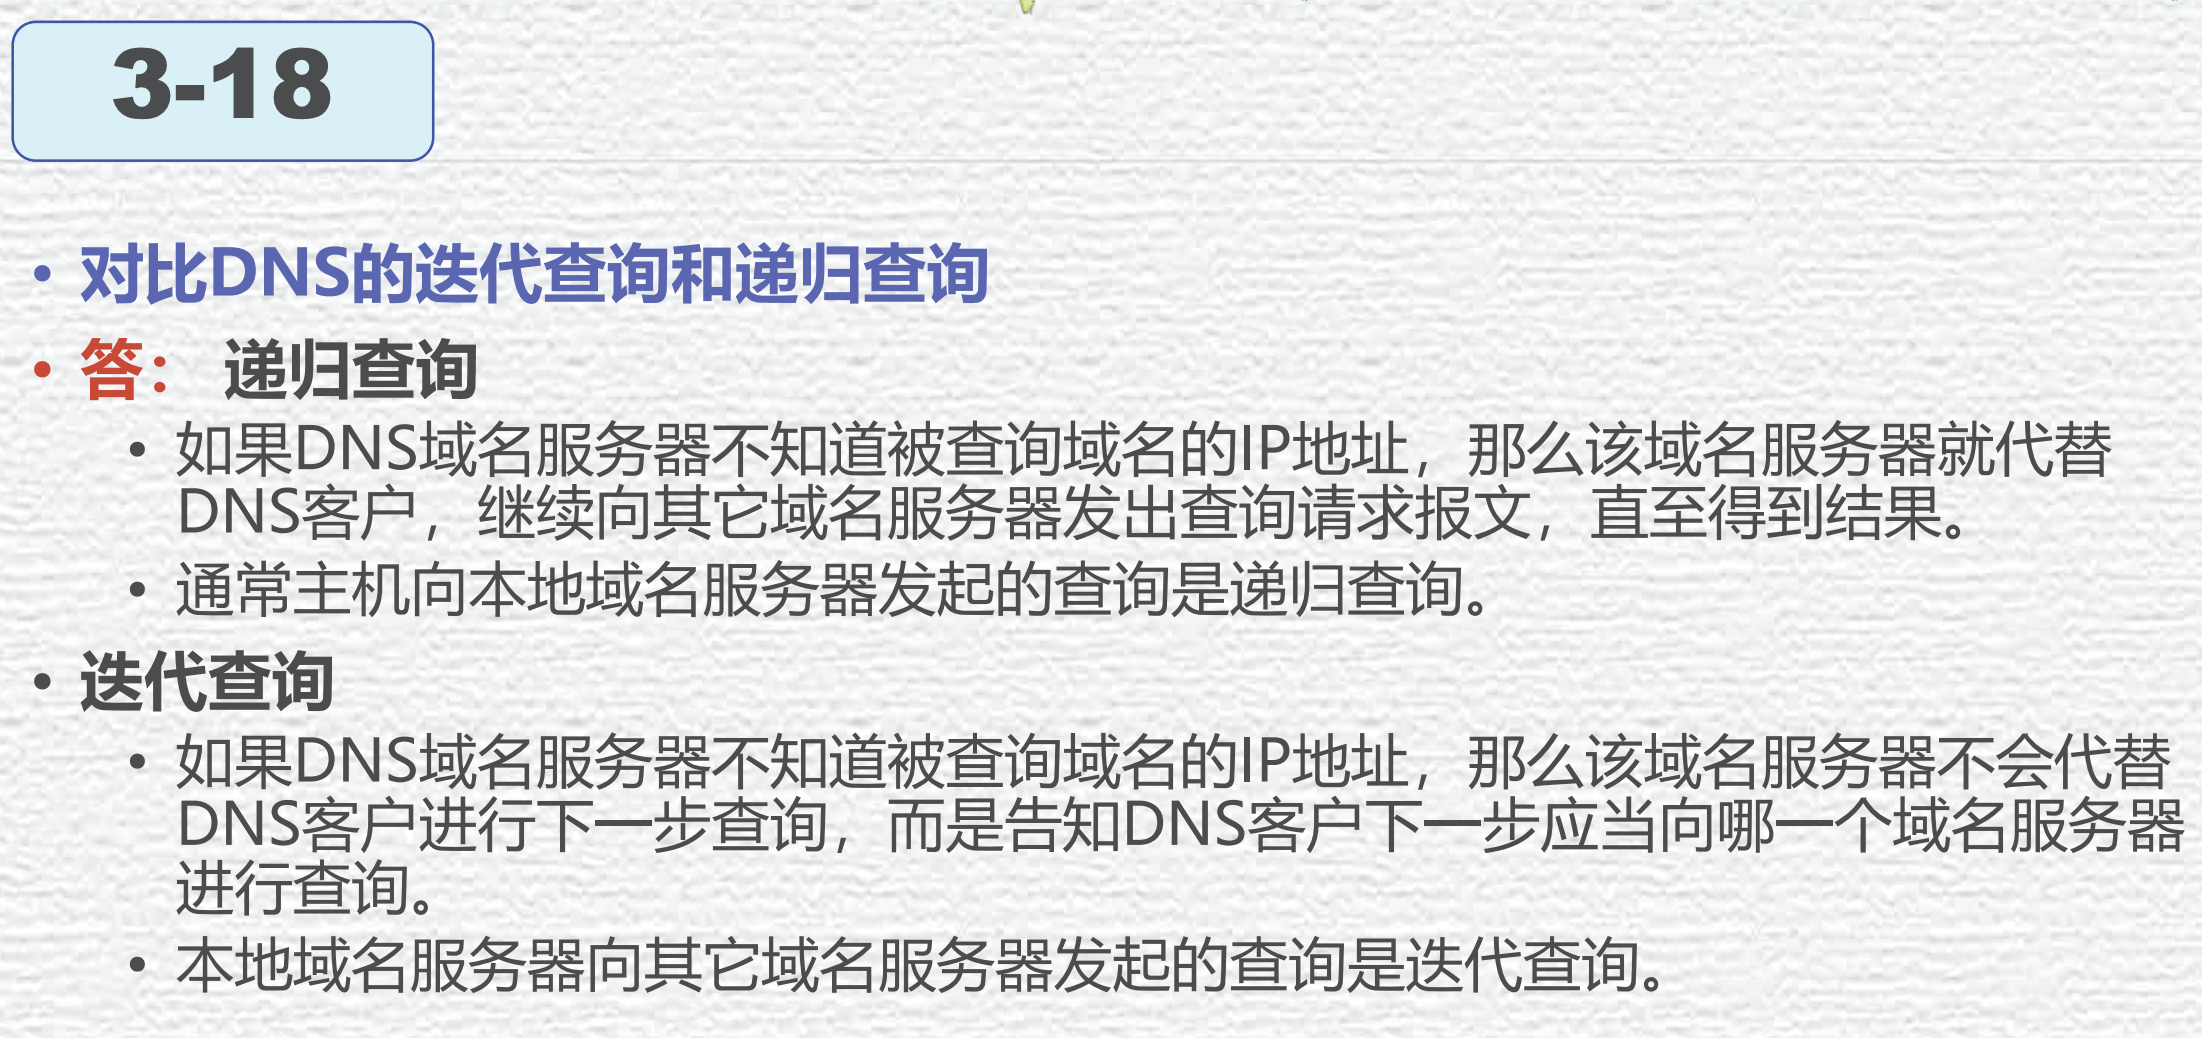 3-18
• 对比DNS的迭代查询和递归查询
• 答： 递归查询
• 如果DNS域名服务器不知道被查询域名的IP地址，那么该域名服务器就代替
DNS客户，继续向其它域名服务器发出查询请求报文，直至得到结果。
• 通常主机向本地域名服务器发起的查询是递归查询。
• 迭代查询
• 如果DNS域名服务器不知道被查询域名的IP地址，那么该域名服务器不会代替
DNS客户进行下一步查询，而是告知DNS客户下一步应当向哪一个域名服务器
进行查询。
• 本地域名服务器向其它域名服务器发起的查询是迭代查询。